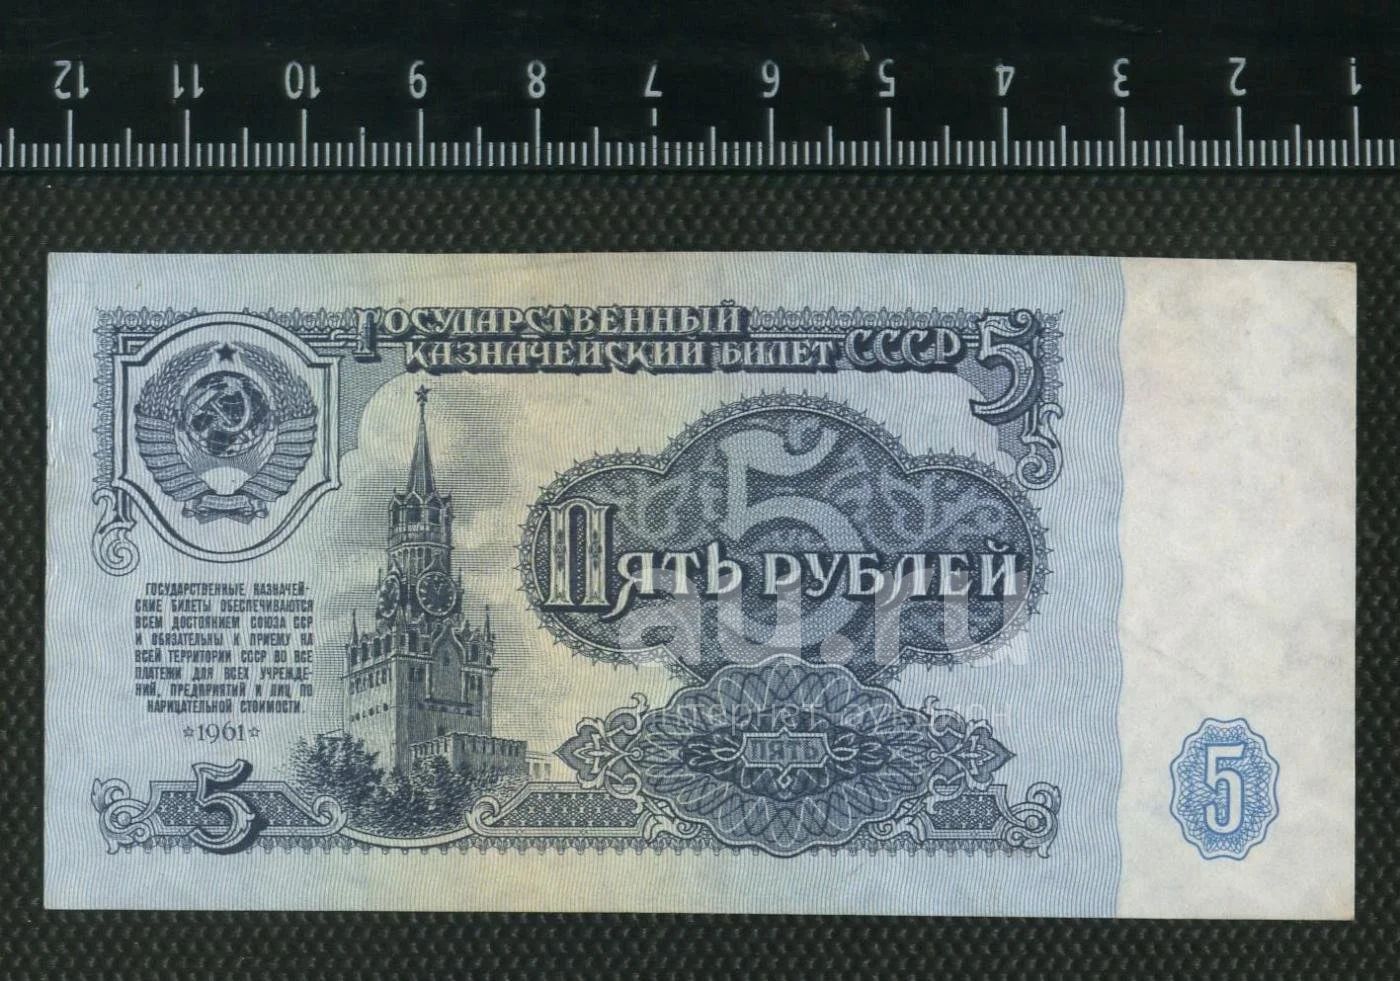 12 11 10 9 8 7 6 5 4 3 2 1
ГОСУДАРСТВЕННЫЙ
КАЗНАЧЕЙСКИЙ БИЛЕТ СССР 5
5
ПЯТЬ РУБЛЕЙ
au.ru
интернет аукцион
ГОСУДАРСТВЕННЫЕ КАЗНАЧЕЙ-
СКИЕ БИЛЕТЫ ОБЕСПЕЧИВАЮТСЯ
ВСЕМ ДОСТОЯНИЕМ СОЮЗА ССР
И ОБЯЗАТЕЛЬНЫ К ПРИЕМУ НА
ВСЕЙ ТЕРРИТОРИИ СССР ВО ВСЕ
ПЛАТЕЖИ ДЛЯ ВСЕХ УЧРЕЖДЕ-
НИЙ, ПРЕДПРИЯТИЙ И ЛИЦ ПО
НАРИЦАТЕЛЬНОЙ СТОИМОСТИ.
☆1961☆
ПЯТЬ
5
5